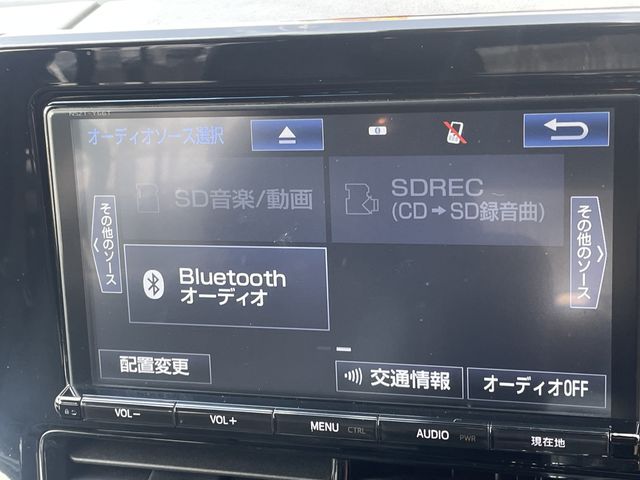 オーディオソース選択
SD音楽/動画
SDREC
(CD→SD録音曲)
その他のソース
その他のソース
Bluetooth
オーディオ
配置変更
交通情報
オーディオOFF
VOL−
VOL+
MENU CTRL
AUDIO PWR
現在地